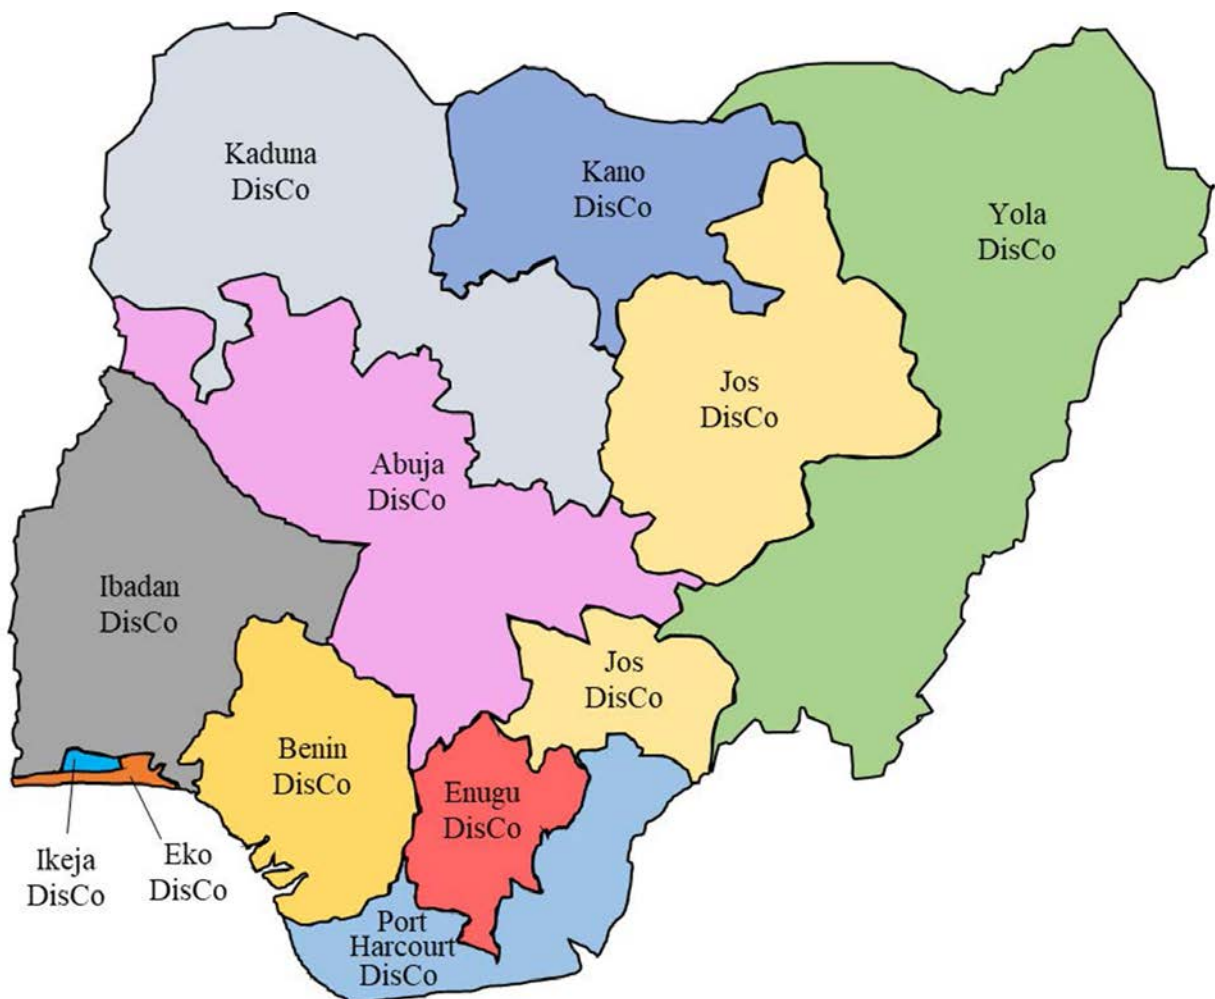 Kaduna
DisCo
Kano
DisCo
Yola
DisCo
Jos
DisCo
Abuja
DisCo
Ibadan
DisCo
Jos
DisCo
Benin
DisCo
Enugu
DisCo
Ikeja
DisCo
Eko
DisCo
Port
Harcourt
DisCo